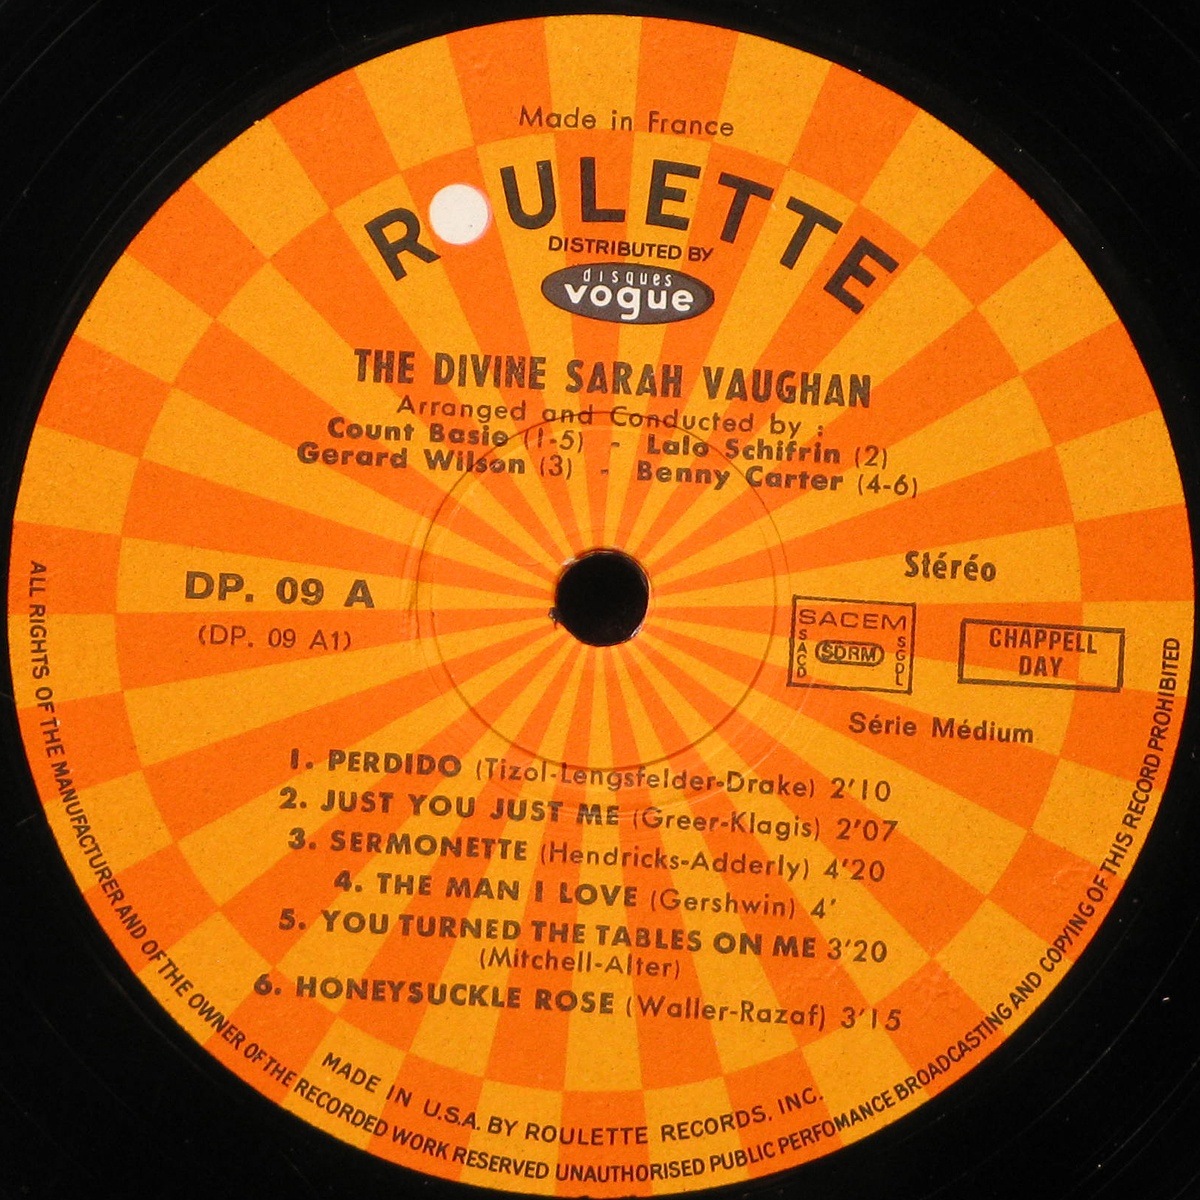 Made in France
ROULETTE
DISTRIBUTED BY
disques
vogue
THE DIVINE SARAH VAUGHAN
Arranged and Conducted by :
Count Basie (1-5) - Lalo Schifrin (2)
Gerard Wilson (3) - Benny Carter (4-6)
DP. 09 A
(DP. 09 A1)
Stéréo
SACEM
SACD
SDRM
SGDL
CHAPPELL
DAY
Série Médium
1. PERDIDO (Tizol-Lengsfelder-Drake) 2'10
2. JUST YOU JUST ME (Greer-Klagis) 2'07
3. SERMONETTE (Hendricks-Adderly) 4'20
4. THE MAN I LOVE (Gershwin) 4'
5. YOU TURNED THE TABLES ON ME 3'20
(Mitchell-Alter)
6. HONEYSUCKLE ROSE (Waller-Razaf) 3'15
MADE IN U.S.A. BY ROULETTE RECORDS, INC.
ALL RIGHTS OF THE MANUFACTURER AND OF THE OWNER OF THE RECORDED WORK RESERVED UNAUTHORISED PUBLIC PERFOMANCE BROADCASTING AND COPYING OF THIS RECORD PROHIBITED